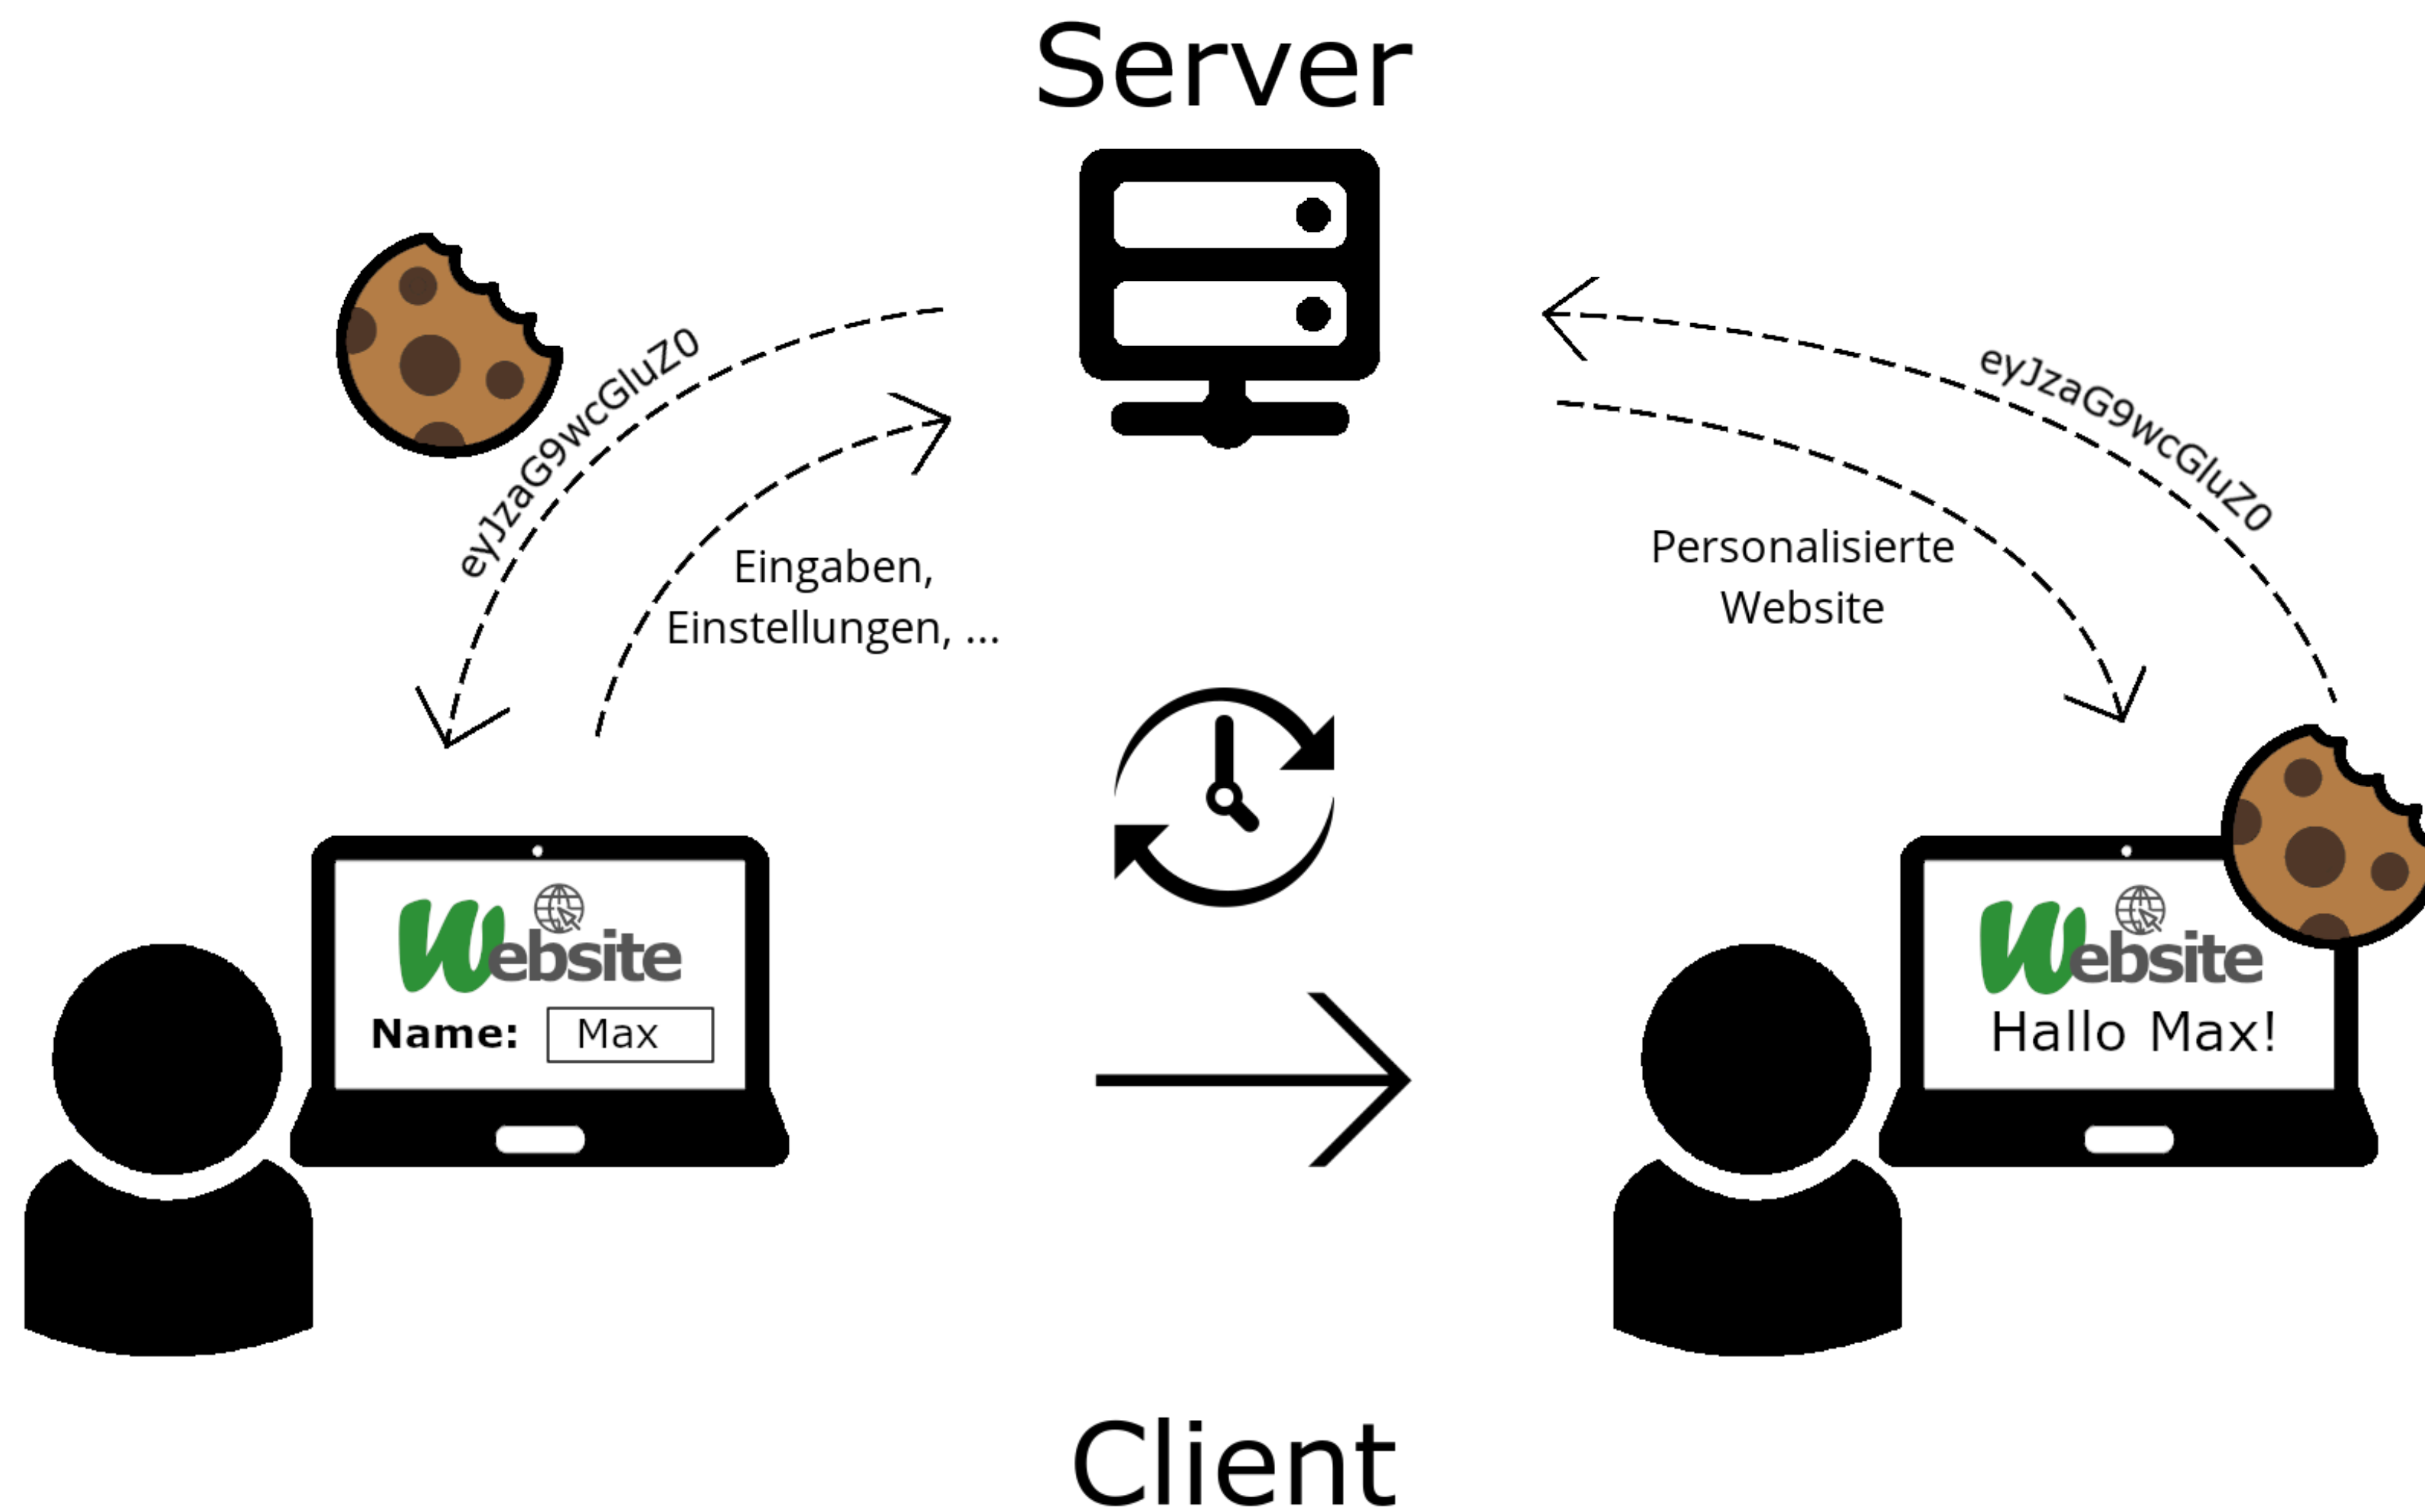 Server
eyJzaG9wcGluZ0
eyJzaG9wcGluZ0
Eingaben,
Einstellungen, ...
Personalisierte
Website
Website
Name: Max
Website
Hallo Max!
Client